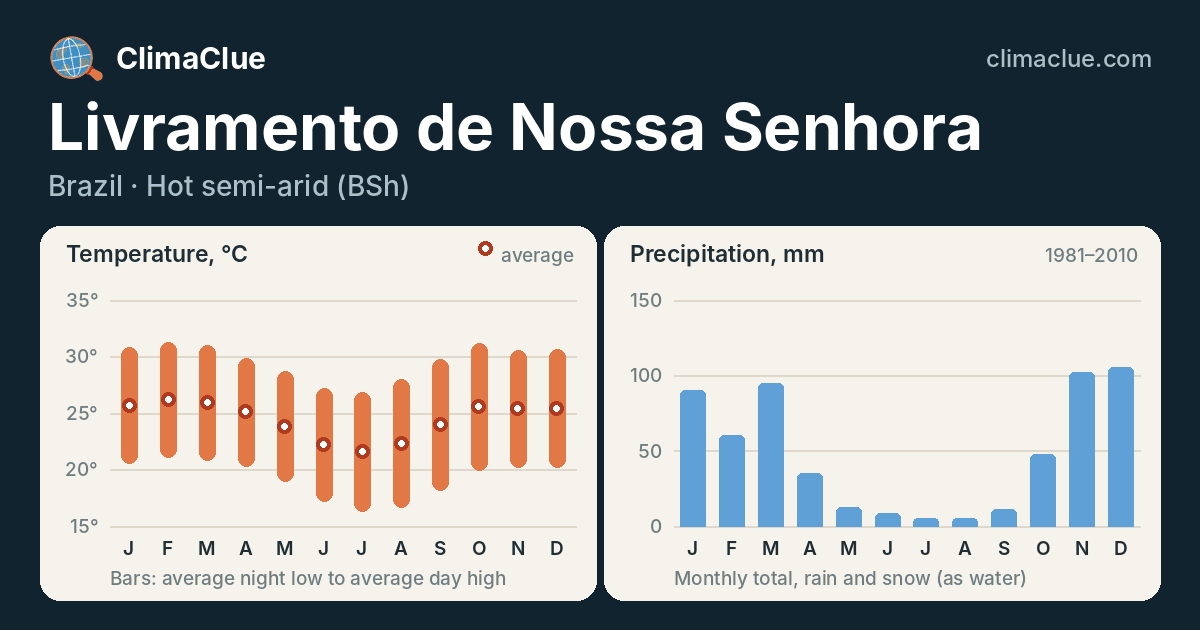 ClimaClue
climaclue.com
Livramento de Nossa Senhora
Brazil · Hot semi-arid (BSh)
Temperature, °C
average
35°
30°
25°
20°
15°
J F M A M J J A S O N D
Bars: average night low to average day high
Precipitation, mm
1981–2010
150
100
50
0
J F M A M J J A S O N D
Monthly total, rain and snow (as water)